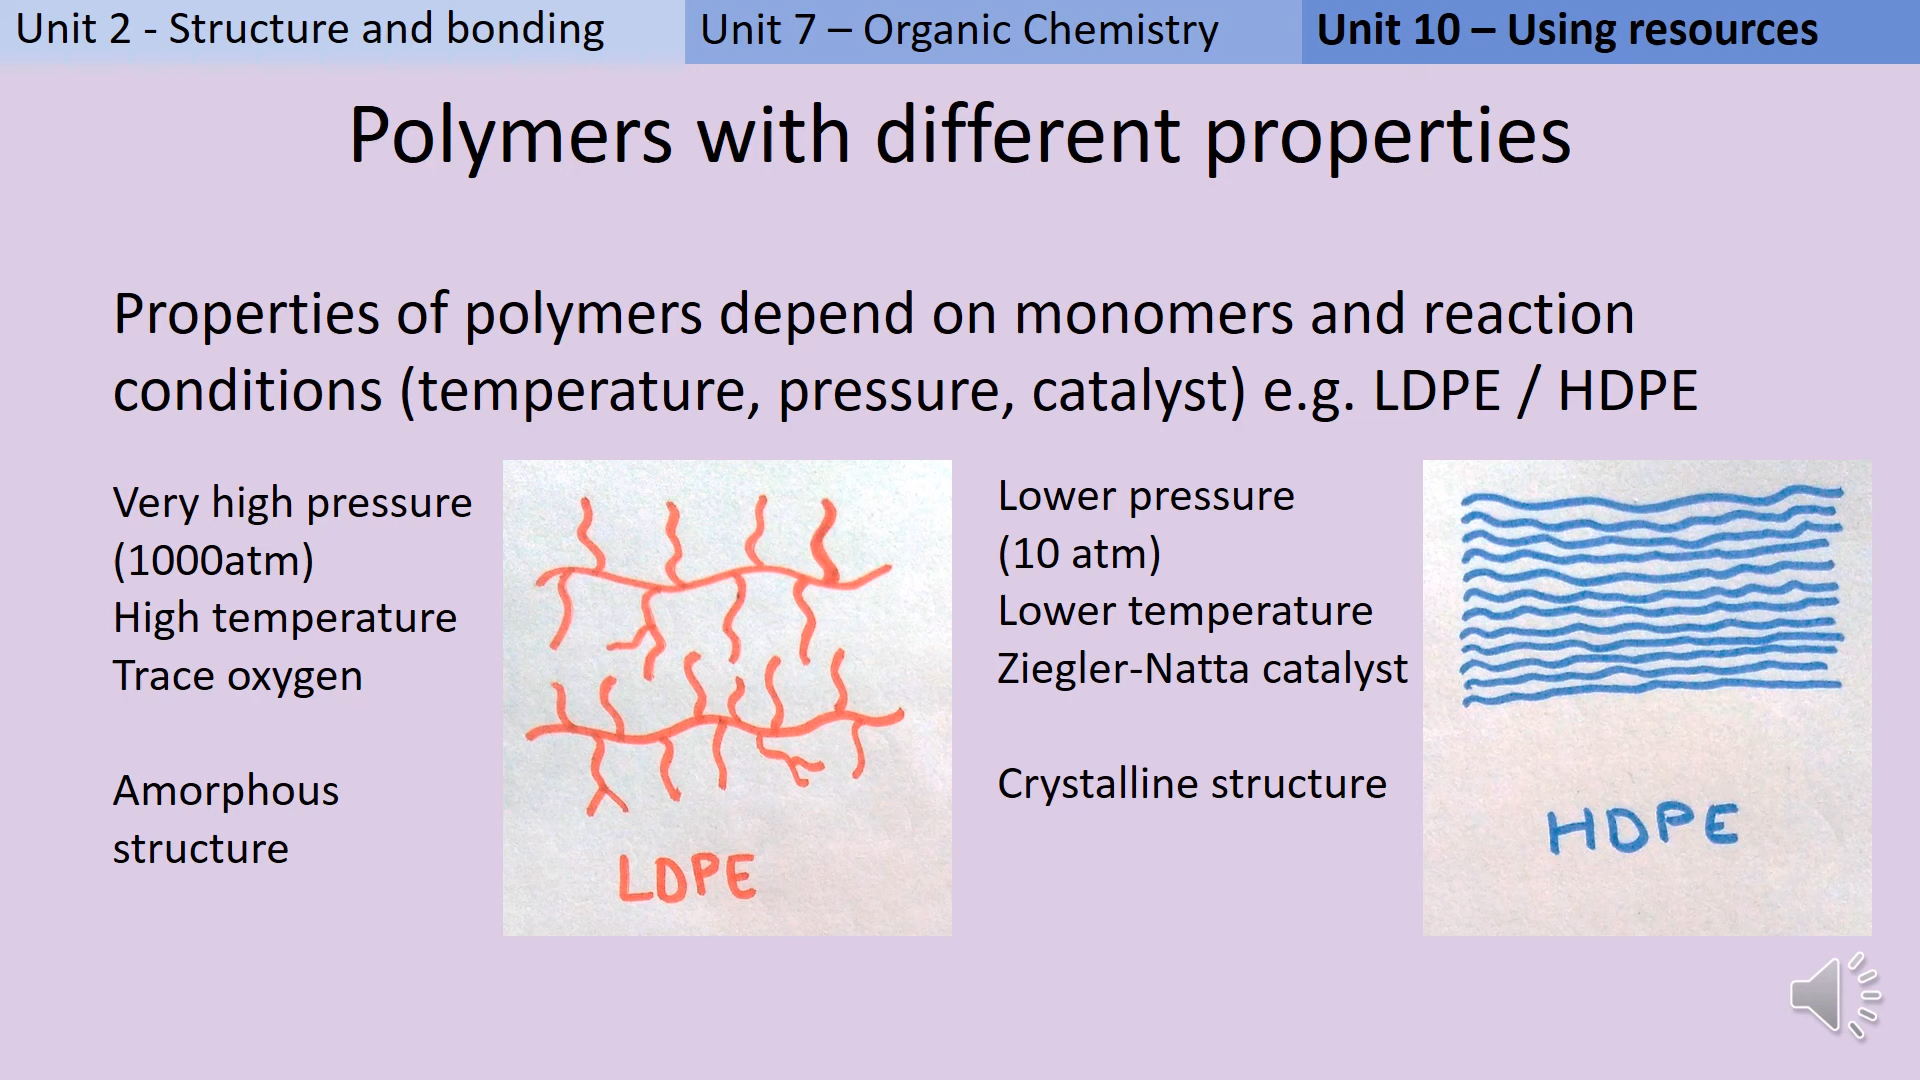 Unit 2 - Structure and bonding
Unit 7 – Organic Chemistry
Unit 10 – Using resources
Polymers with different properties
Properties of polymers depend on monomers and reaction
conditions (temperature, pressure, catalyst) e.g. LDPE / HDPE
Very high pressure
(1000atm)
High temperature
Trace oxygen
Amorphous
structure
LDPE
Lower pressure
(10 atm)
Lower temperature
Ziegler-Natta catalyst
Crystalline structure
HDPE